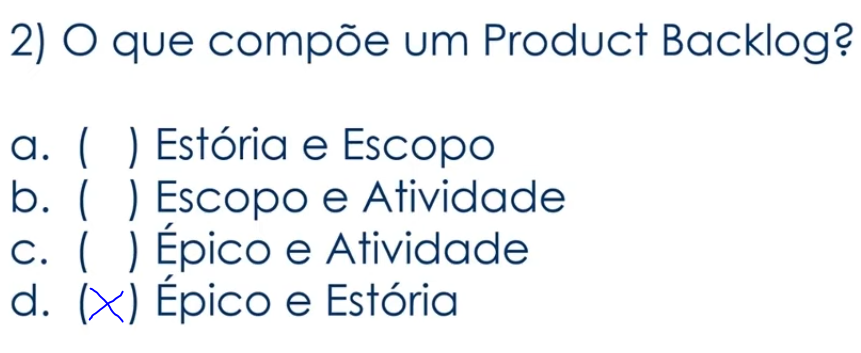 2) O que compõe um Product Backlog?
a. ( ) Estória e Escopo
b. ( ) Escopo e Atividade
c. ( ) Épico e Atividade
d. (X) Épico e Estória